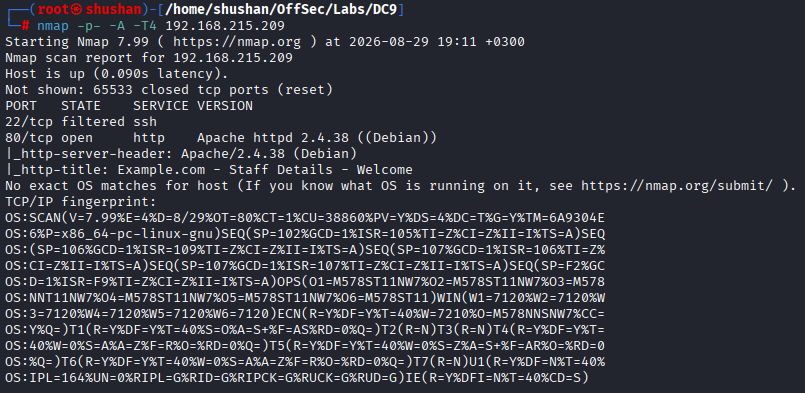 ┌──(root㉿shushan)-[/home/shushan/OffSec/Labs/DC9]
└─# nmap -p- -A -T4 192.168.215.209
Starting Nmap 7.99 ( https://nmap.org ) at 2026-08-29 19:11 +0300
Nmap scan report for 192.168.215.209
Host is up (0.090s latency).
Not shown: 65533 closed tcp ports (reset)
PORT   STATE    SERVICE VERSION
22/tcp filtered ssh
80/tcp open     http    Apache httpd 2.4.38 ((Debian))
|_http-server-header: Apache/2.4.38 (Debian)
|_http-title: Example.com - Staff Details - Welcome
No exact OS matches for host (If you know what OS is running on it, see https://nmap.org/submit/ ).
TCP/IP fingerprint:
OS:SCAN(V=7.99%E=4%D=8/29%OT=80%CT=1%CU=38860%PV=Y%DS=4%DC=T%G=Y%TM=6A9304E
OS:6%P=x86_64-pc-linux-gnu)SEQ(SP=102%GCD=1%ISR=105%TI=Z%CI=Z%II=I%TS=A)SEQ
OS:(SP=106%GCD=1%ISR=109%TI=Z%CI=Z%II=I%TS=A)SEQ(SP=107%GCD=1%ISR=106%TI=Z%
OS:CI=Z%II=I%TS=A)SEQ(SP=107%GCD=1%ISR=107%TI=Z%CI=Z%II=I%TS=A)SEQ(SP=F2%GC
OS:D=1%ISR=F9%TI=Z%CI=Z%II=I%TS=A)OPS(O1=M578ST11NW7%O2=M578ST11NW7%O3=M578
OS:NNT11NW7%O4=M578ST11NW7%O5=M578ST11NW7%O6=M578ST11)WIN(W1=7120%W2=7120%W
OS:3=7120%W4=7120%W5=7120%W6=7120)ECN(R=Y%DF=Y%T=40%W=7210%O=M578NNSNW7%CC=
OS:Y%Q=)T1(R=Y%DF=Y%T=40%S=O%A=S+%F=AS%RD=0%Q=)T2(R=N)T3(R=N)T4(R=Y%DF=Y%T=
OS:40%W=0%S=A%A=Z%F=R%O=%RD=0%Q=)T5(R=Y%DF=Y%T=40%W=0%S=Z%A=S+%F=AR%O=%RD=0
OS:%Q=)T6(R=Y%DF=Y%T=40%W=0%S=A%A=Z%F=R%O=%RD=0%Q=)T7(R=N)U1(R=Y%DF=N%T=40%
OS:IPL=164%UN=0%RIPL=G%RID=G%RIPCK=G%RUCK=G%RUD=G)IE(R=Y%DFI=N%T=40%CD=S)